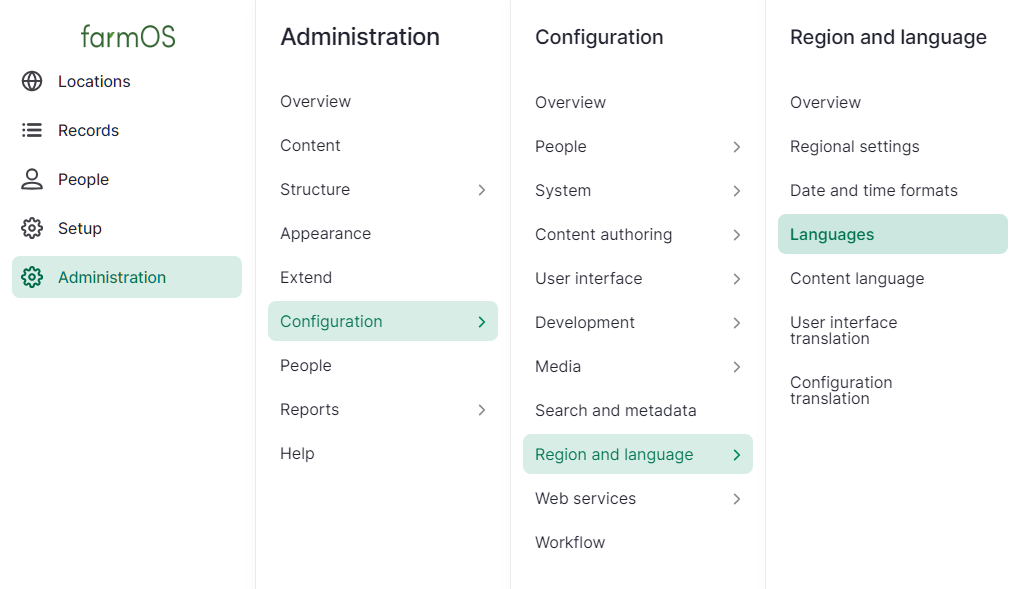 farmOS
Locations
Records
People
Setup
Administration
Administration
Overview
Content
Structure
Appearance
Extend
Configuration
People
Reports
Help
Configuration
Overview
People
System
Content authoring
User interface
Development
Media
Search and metadata
Region and language
Web services
Workflow
Region and language
Overview
Regional settings
Date and time formats
Languages
Content language
User interface
translation
Configuration
translation